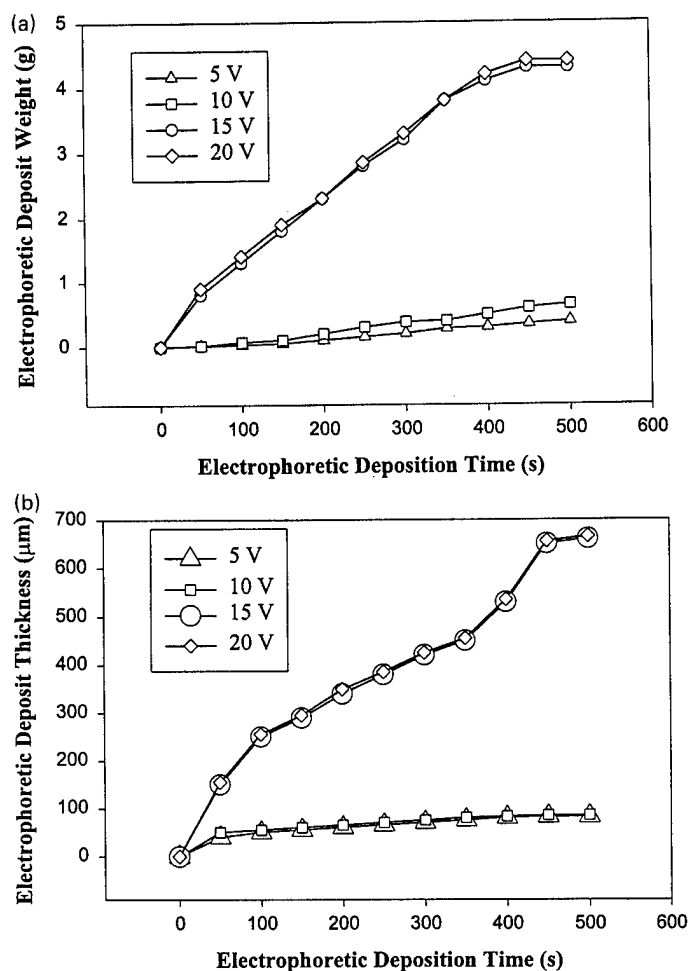 (a)
5
4
3
2
1
0
Electrophoretic Deposit Weight (g)
5 V
10 V
15 V
20 V
0 100 200 300 400 500 600
Electrophoretic Deposition Time (s)
(b)
700
600
500
400
300
200
100
0
Electrophoretic Deposit Thickness (μm)
5 V
10 V
15 V
20 V
0 100 200 300 400 500 600
Electrophoretic Deposition Time (s)